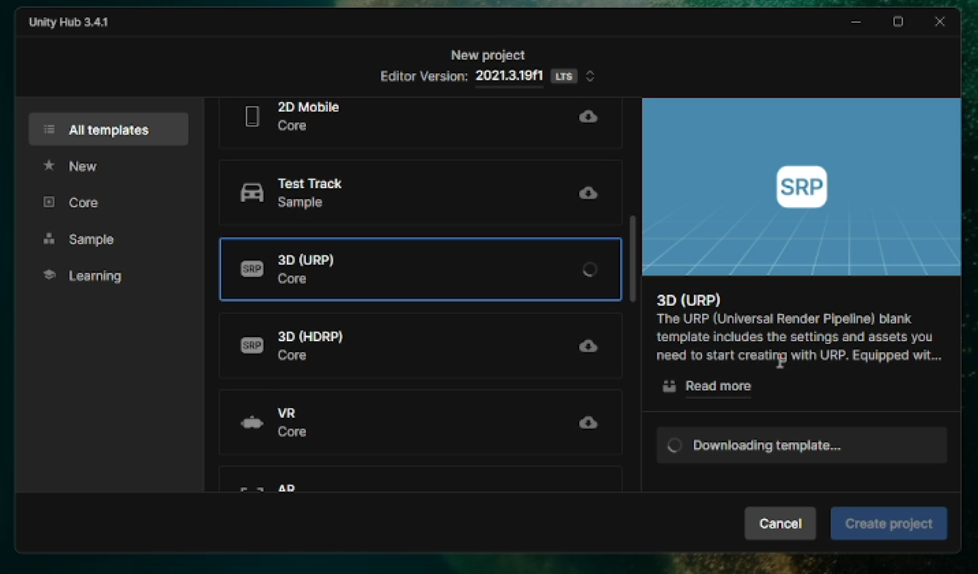 Unity Hub 3.4.1
New project
Editor Version: 2021.3.19f1 LTS
All templates
New
Core
Sample
Learning
2D Mobile
Core
Test Track
Sample
SRP
3D (URP)
Core
SRP
3D (HDRP)
Core
VR
Core
AR
SRP
3D (URP)
The URP (Universal Render Pipeline) blank
template includes the settings and assets you
need to start creating with URP. Equipped wit...
Read more
Downloading template...
Cancel
Create project